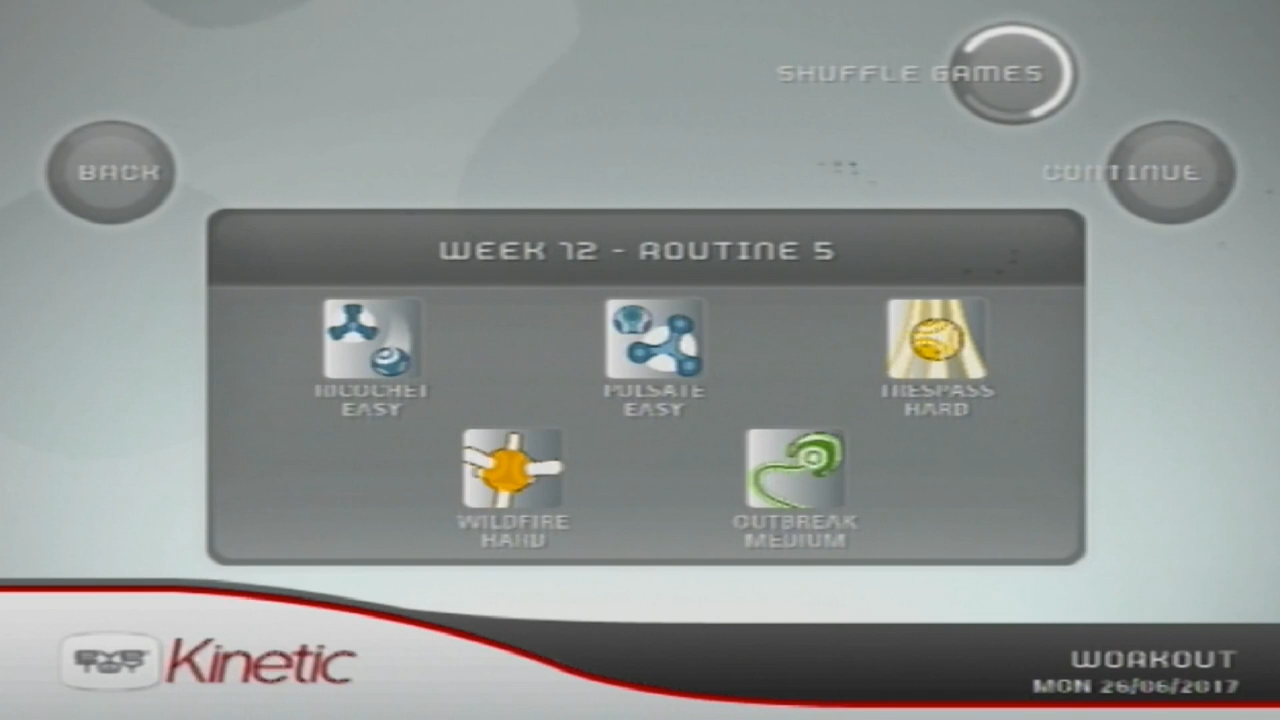 SHUFFLE GAMES
BACK
CONTINUE
WEEK 12 - ROUTINE 5
RICOCHET
EASY
PULSATE
EASY
TRESPASS
HARD
WILDFIRE
HARD
OUTBREAK
MEDIUM
EYE
TOY
Kinetic
WORKOUT
MON 26/06/2017